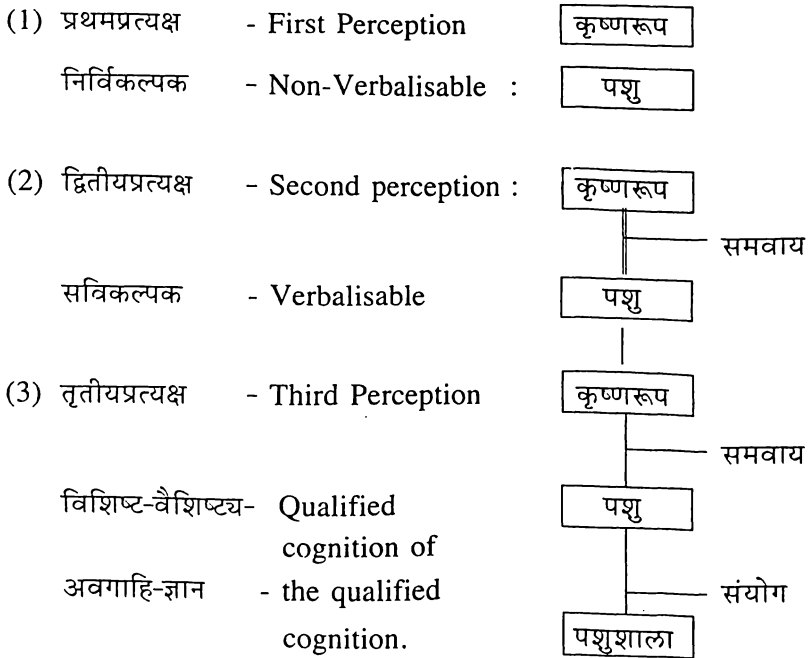 (1) प्रथमप्रत्यक्ष - First Perception कृष्णरूप
निर्विकल्पक - Non-Verbalisable : पशु
(2) द्वितीयप्रत्यक्ष - Second perception : कृष्णरूप
समवाय
सविकल्पक - Verbalisable पशु
(3) तृतीयप्रत्यक्ष - Third Perception कृष्णरूप
समवाय
विशिष्ट-वैशिष्ट्य- Qualified पशु
cognition of
अवगाहि-ज्ञान - the qualified संयोग
cognition. पशुशाला